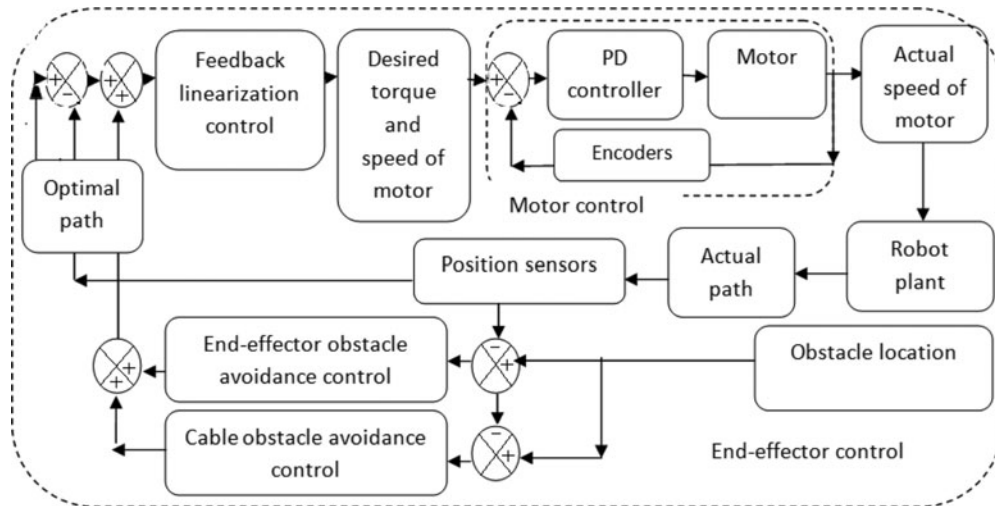 Feedback
linearization
control
Desired
torque
and
speed of
motor
PD
controller
Motor
Actual
speed of
motor
Encoders
Motor control
Optimal
path
Position sensors
Actual
path
Robot
plant
End-effector obstacle
avoidance control
Obstacle location
Cable obstacle avoidance
control
End-effector control